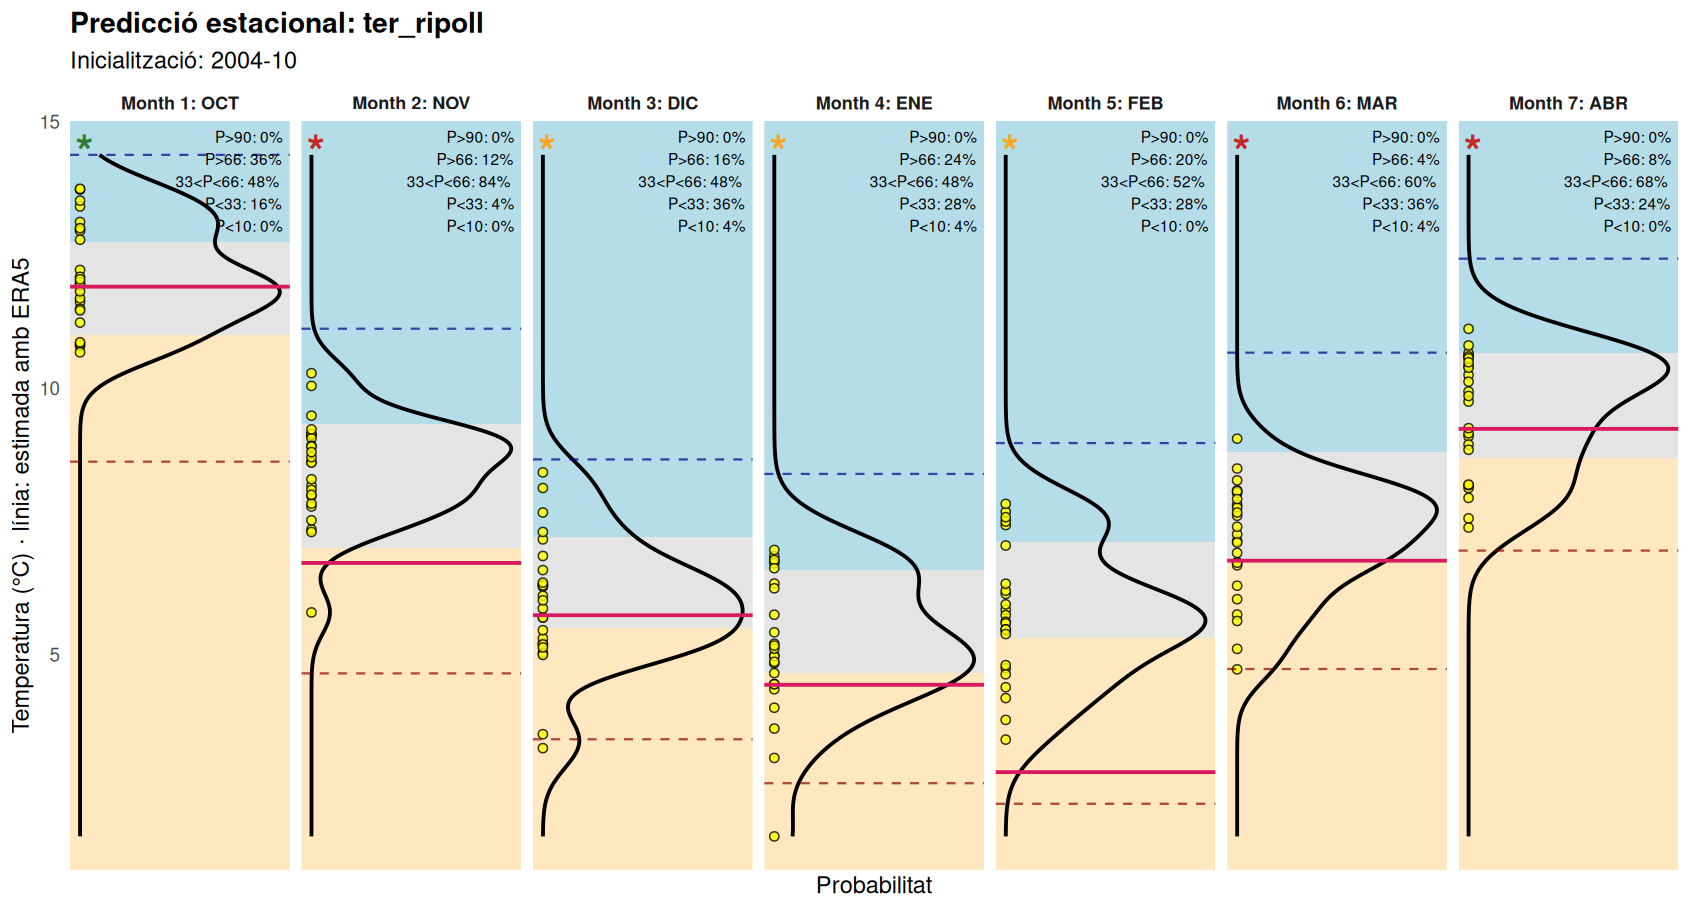 Predicció estacional: ter_ripoll
Inicialització: 2004-10
Month 1: OCT
Month 2: NOV
Month 3: DIC
Month 4: ENE
Month 5: FEB
Month 6: MAR
Month 7: ABR
15
10
5
Temperatura (°C) · línia: estimada amb ERA5
*
P>90: 0%
P>66: 36%
33<P<66: 48%
P<33: 16%
P<10: 0%
*
P>90: 0%
P>66: 12%
33<P<66: 84%
P<33: 4%
P<10: 0%
*
P>90: 0%
P>66: 16%
33<P<66: 48%
P<33: 36%
P<10: 4%
*
P>90: 0%
P>66: 24%
33<P<66: 48%
P<33: 28%
P<10: 4%
*
P>90: 0%
P>66: 20%
33<P<66: 52%
P<33: 28%
P<10: 0%
*
P>90: 0%
P>66: 4%
33<P<66: 60%
P<33: 36%
P<10: 4%
*
P>90: 0%
P>66: 8%
33<P<66: 68%
P<33: 24%
P<10: 0%
Probabilitat